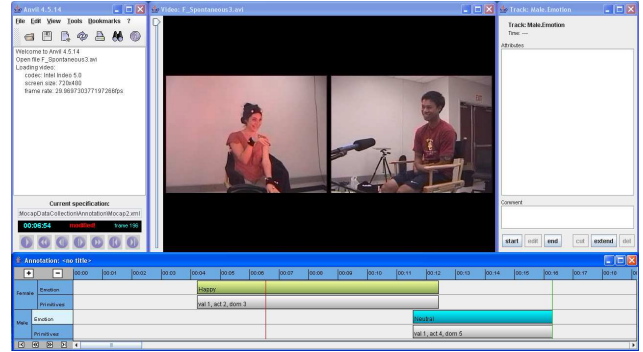 Anvil 4.5.14
File Edit View Tools Bookmarks ?
Welcome to Anvil 4.5.14
Open file F_Spontaneous3.avi
Loading video:
codec: Intel Indeo 5.0
screen size: 720x480
frame rate: 29.969730377197266fps
Current specification:
MocapDataCollection\Annotation\Mocap2.xml
00:06:54 modified frame 196
Video: F_Spontaneous3.avi
Track: Male.Emotion
Track: Male.Emotion
Time: ---
Attributes
Comment
start edit end cut extend del
Annotation: <no title>
+ - 00:00 00:01 00:02 00:03 00:04 00:05 00:06 00:07 00:08 00:09 00:10 00:11 00:12 00:13 00:14 00:15 00:16 00:17 00:18
Female Emotion Happy
Primitives val 1, act 2, dom 3
Male Emotion Neutral
Primitives val 1, act 4, dom 5